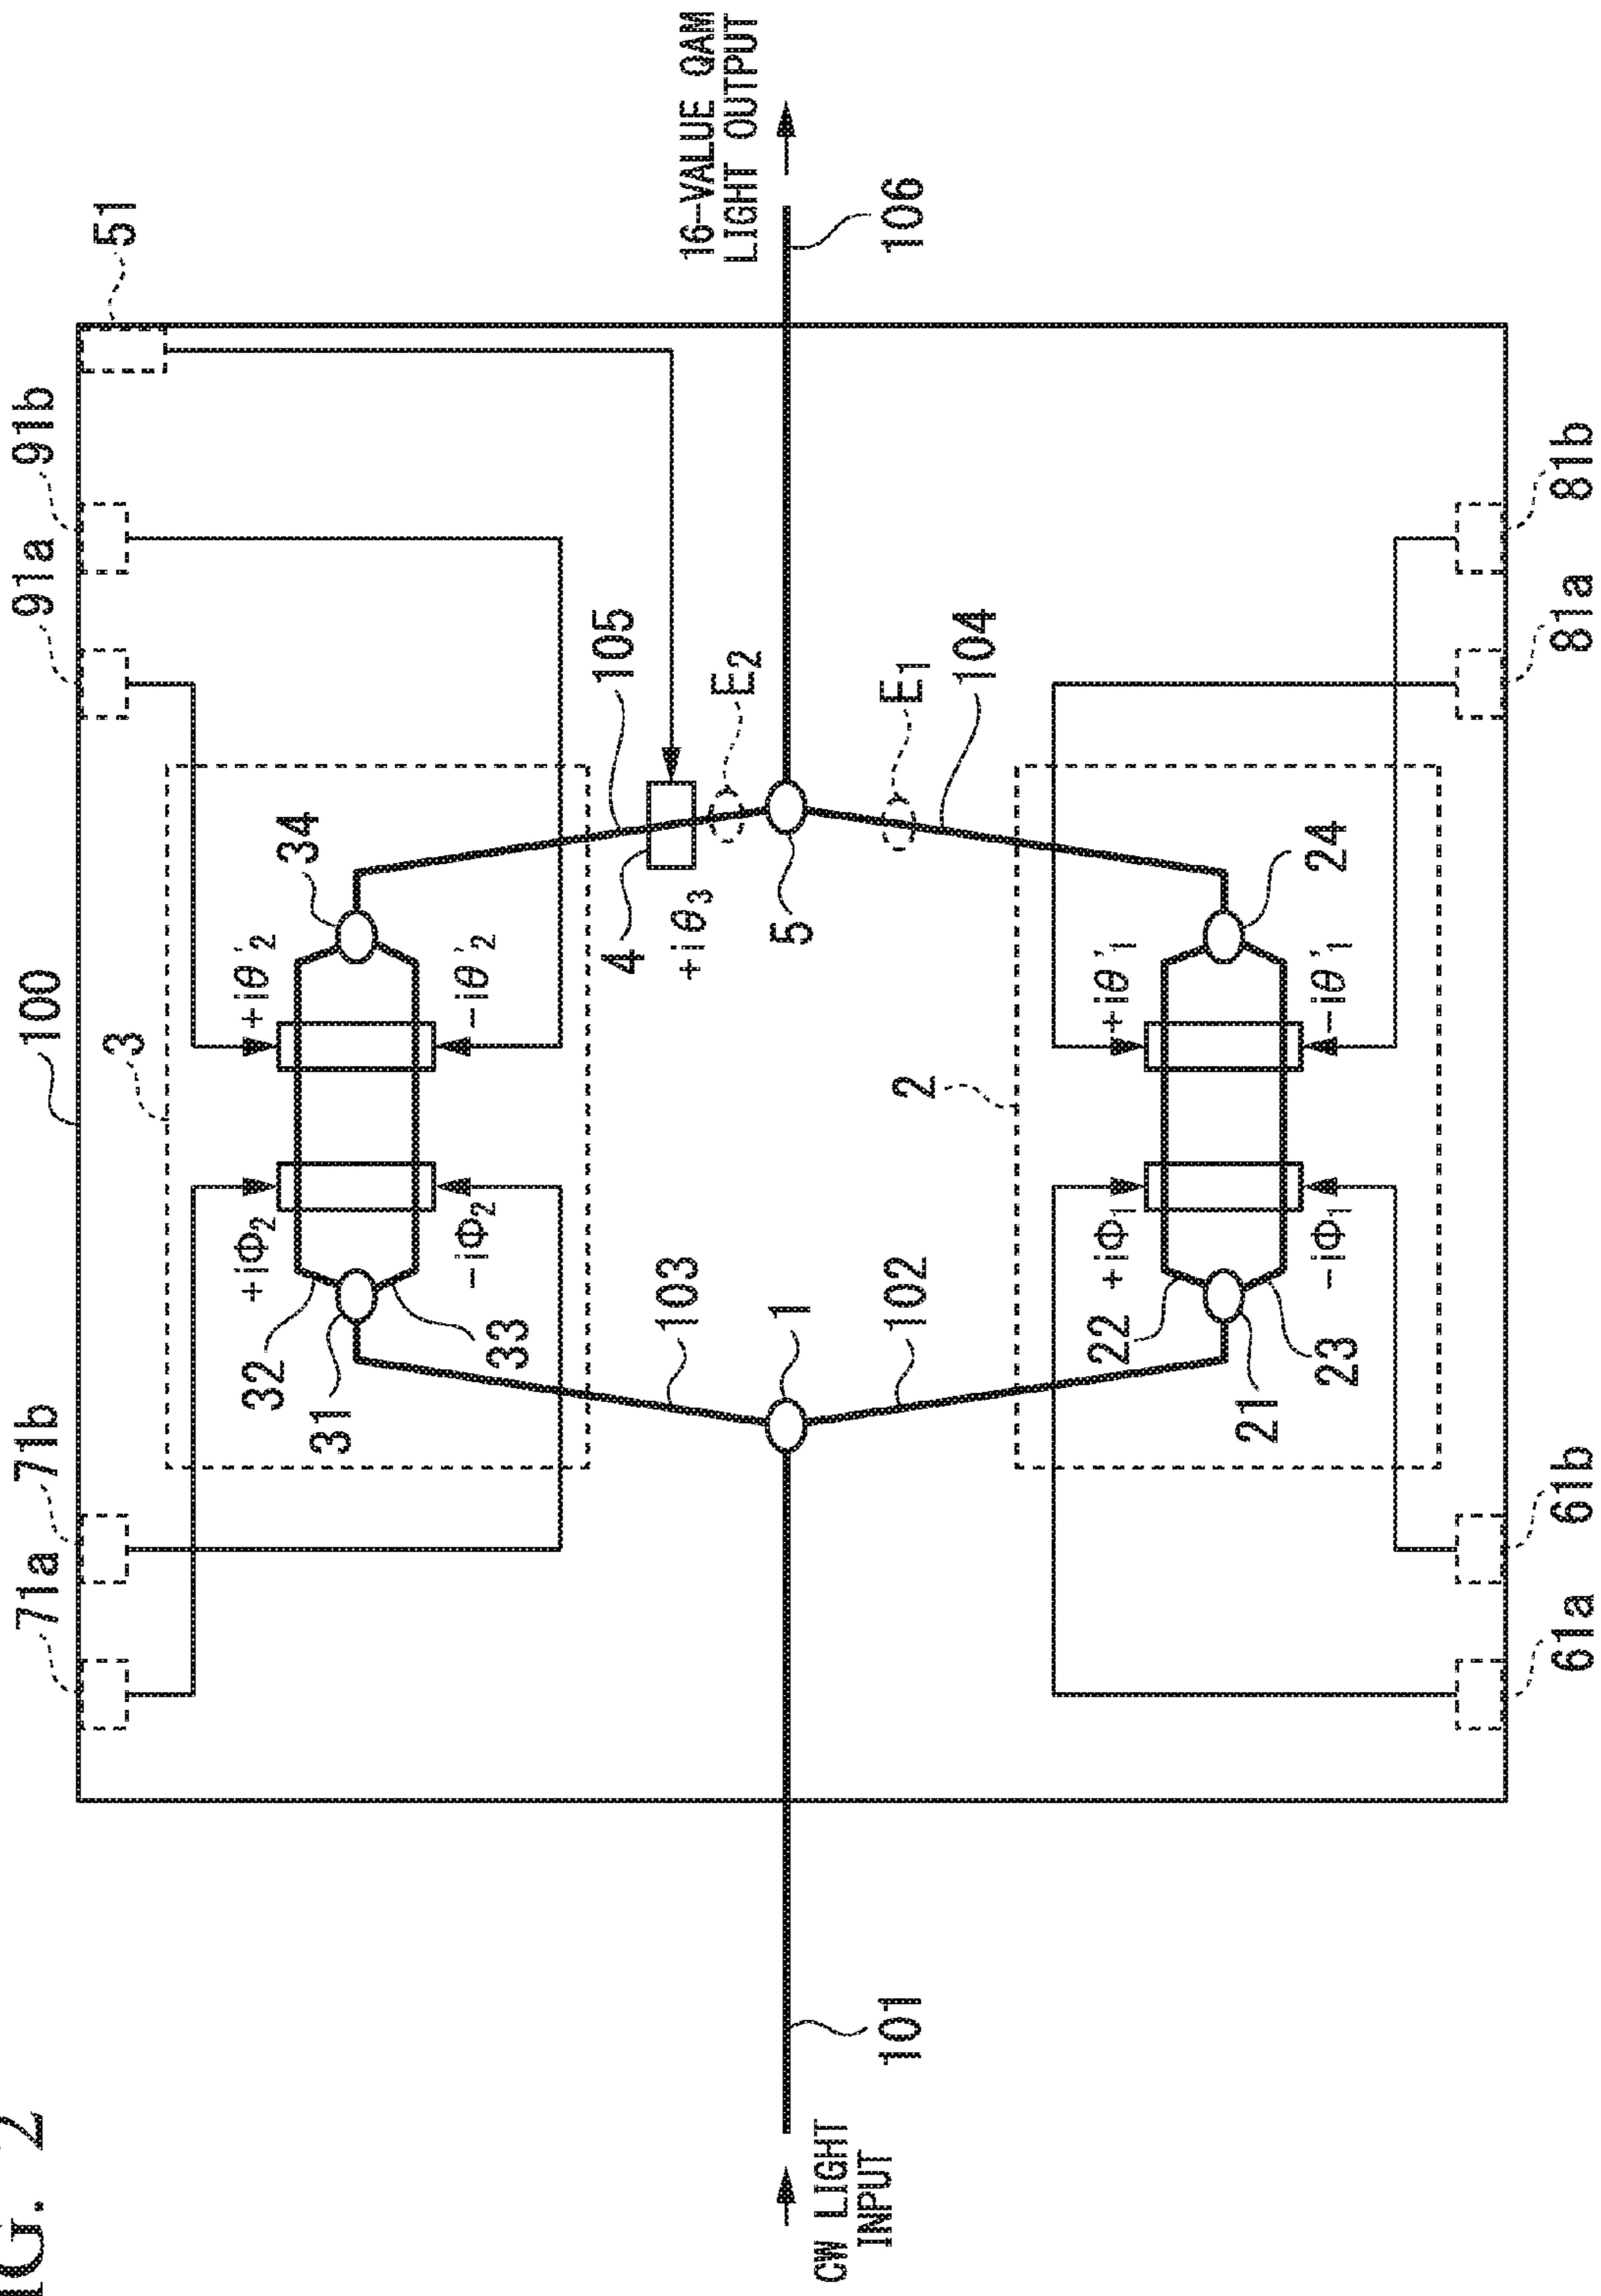 FIG. 2
100
71a
71b
91a
91b
51
3
+iΦ2
+iθ'2
32
31
33
34
-iΦ2
-iθ'2
105
4
+iθ3
E2
16-VALUE QAM
LIGHT OUTPUT
103
1
5
106
CW LIGHT
INPUT
101
102
E1
104
2
+iΦ1
+iθ'1
22
21
23
24
-iΦ1
-iθ'1
61a
61b
81a
81b